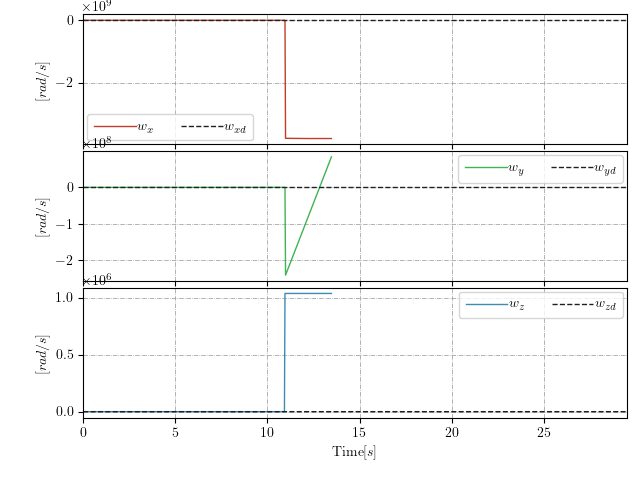 ×10^9
0
−2
[rad/s]
w_x w_xd
×10^8
0
−1
−2
[rad/s]
w_y w_yd
×10^6
1.0
0.5
0.0
[rad/s]
w_z w_zd
0 5 10 15 20 25
Time[s]